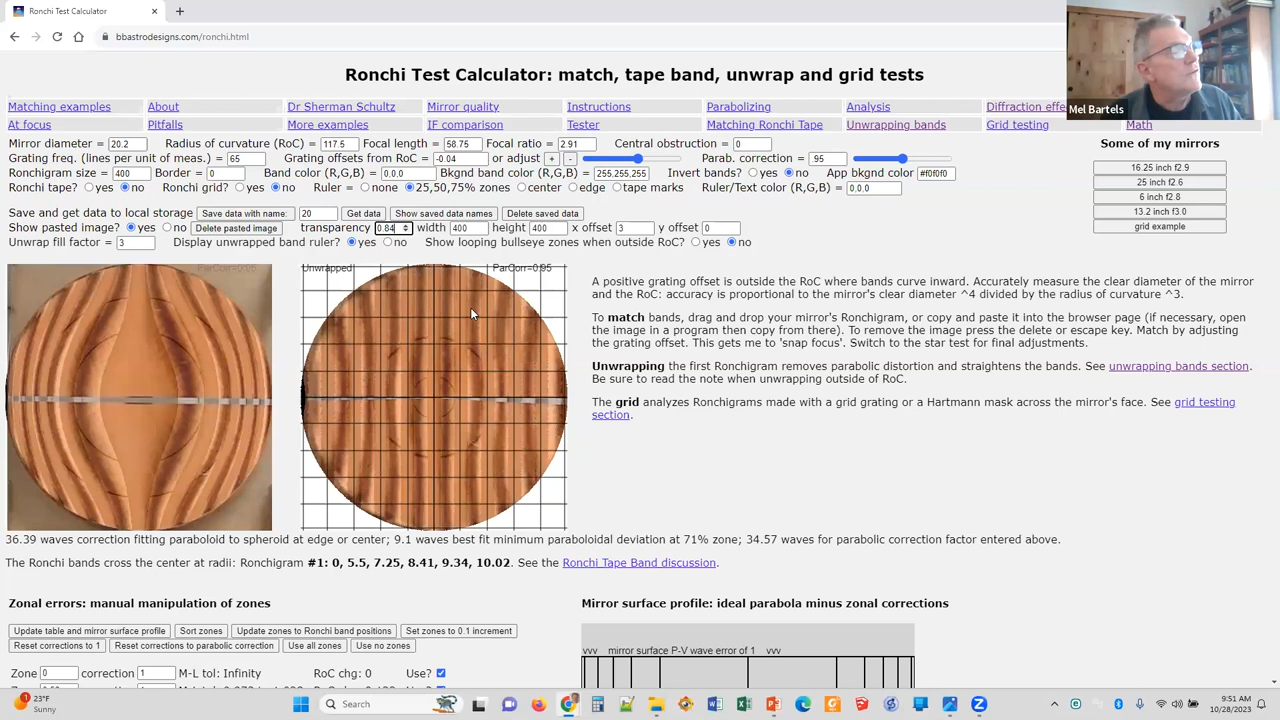 Ronchi Test Calculator
bbastrodesigns.com/ronchi.html
Mel Bartels
Ronchi Test Calculator: match, tape band, unwrap and grid tests
Matching examples About Dr Sherman Schultz Mirror quality Instructions Parabolizing Analysis Diffraction effe
At focus Pitfalls More examples IF comparison Tester Matching Ronchi Tape Unwrapping bands Grid testing Math
Mirror diameter = 20.2 Radius of curvature (RoC) = 117.5 Focal length = 58.75 Focal ratio = 2.91 Central obstruction = 0
Grating freq. (lines per unit of meas.) = 65 Grating offsets from RoC = -0.04 or adjust + - Parab. correction = .95
Ronchigram size = 400 Border = 0 Band color (R,G,B) = 0,0,0 Bkgnd band color (R,G,B) = 255,255,255 Invert bands? yes no App bkgnd color #f0f0f0
Ronchi tape? yes no Ronchi grid? yes no Ruler = none 25,50,75% zones center edge tape marks Ruler/Text color (R,G,B) = 0,0,0
Save and get data to local storage Save data with name: 20 Get data Show saved data names Delete saved data
Show pasted image? yes no Delete pasted image transparency 0.84 width 400 height 400 x offset 3 y offset 0
Unwrap fill factor = 3 Display unwrapped band ruler? yes no Show looping bullseye zones when outside RoC? yes no
Some of my mirrors
16.25 inch f2.9
25 inch f2.6
6 inch f2.8
13.2 inch f3.0
grid example
ParCorr=0.95
Unwrapped ParCorr=0.95
A positive grating offset is outside the RoC where bands curve inward. Accurately measure the clear diameter of the mirror
and the RoC: accuracy is proportional to the mirror's clear diameter ^4 divided by the radius of curvature ^3.
To match bands, drag and drop your mirror's Ronchigram, or copy and paste it into the browser page (if necessary, open
the image in a program then copy from there). To remove the image press the delete or escape key. Match by adjusting
the grating offset. This gets me to 'snap focus'. Switch to the star test for final adjustments.
Unwrapping the first Ronchigram removes parabolic distortion and straightens the bands. See unwrapping bands section.
Be sure to read the note when unwrapping outside of RoC.
The grid analyzes Ronchigrams made with a grid grating or a Hartmann mask across the mirror's face. See grid testing
section.
36.39 waves correction fitting paraboloid to spheroid at edge or center; 9.1 waves best fit minimum paraboloidal deviation at 71% zone; 34.57 waves for parabolic correction factor entered above.
The Ronchi bands cross the center at radii: Ronchigram #1: 0, 5.5, 7.25, 8.41, 9.34, 10.02. See the Ronchi Tape Band discussion.
Zonal errors: manual manipulation of zones
Update table and mirror surface profile Sort zones Update zones to Ronchi band positions Set zones to 0.1 increment
Reset corrections to 1 Reset corrections to parabolic correction Use all zones Use no zones
Zone 0 correction 1 M-L tol: Infinity RoC chg: 0 Use?
Mirror surface profile: ideal parabola minus zonal corrections
vvv mirror surface P-V wave error of 1 vvv
1
23°F
Sunny
Search
9:51 AM
10/28/2023